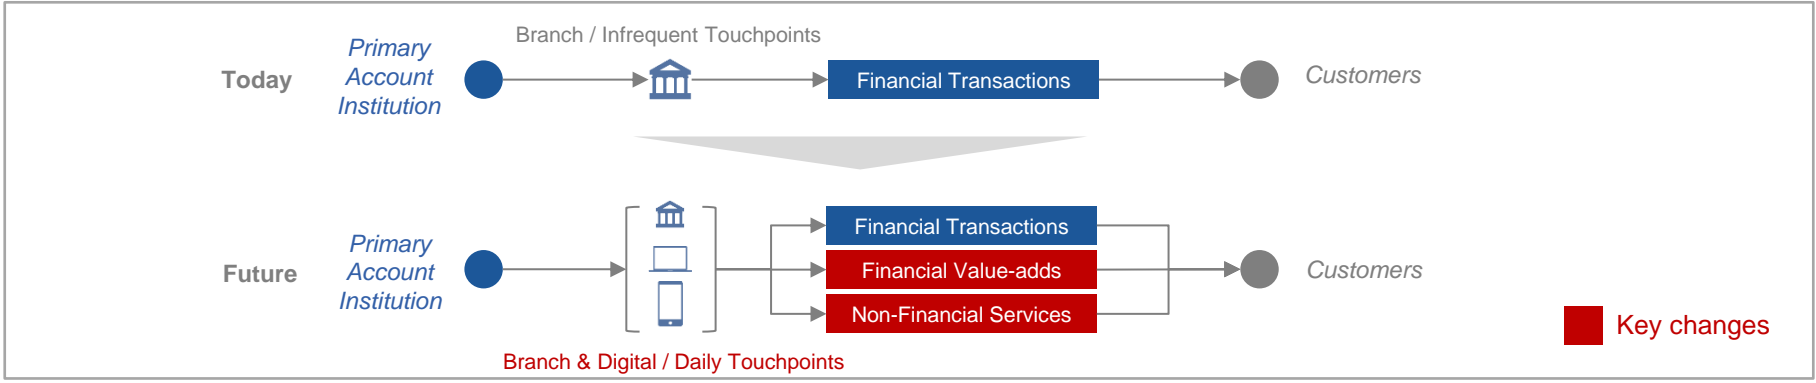 Branch / Infrequent Touchpoints
Today
Primary
Account
Institution
Financial Transactions
Customers
Future
Primary
Account
Institution
Financial Transactions
Financial Value-adds
Non-Financial Services
Customers
Branch & Digital / Daily Touchpoints
Key changes